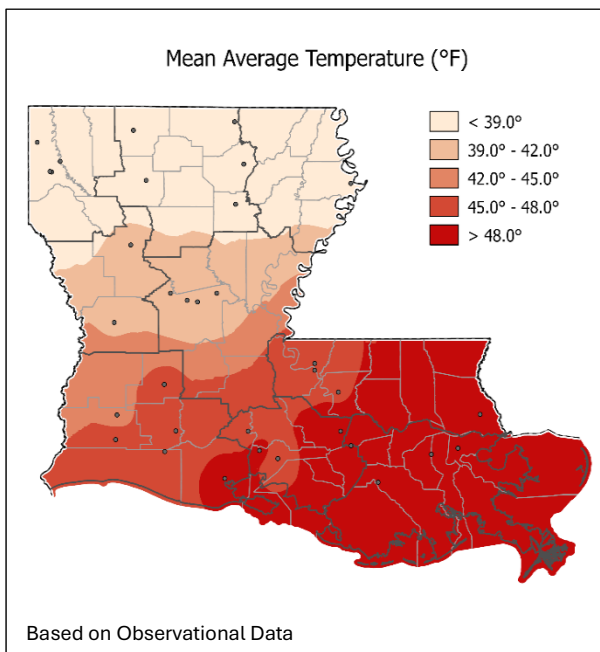 Mean Average Temperature (°F)
< 39.0°
39.0° - 42.0°
42.0° - 45.0°
45.0° - 48.0°
> 48.0°
Based on Observational Data